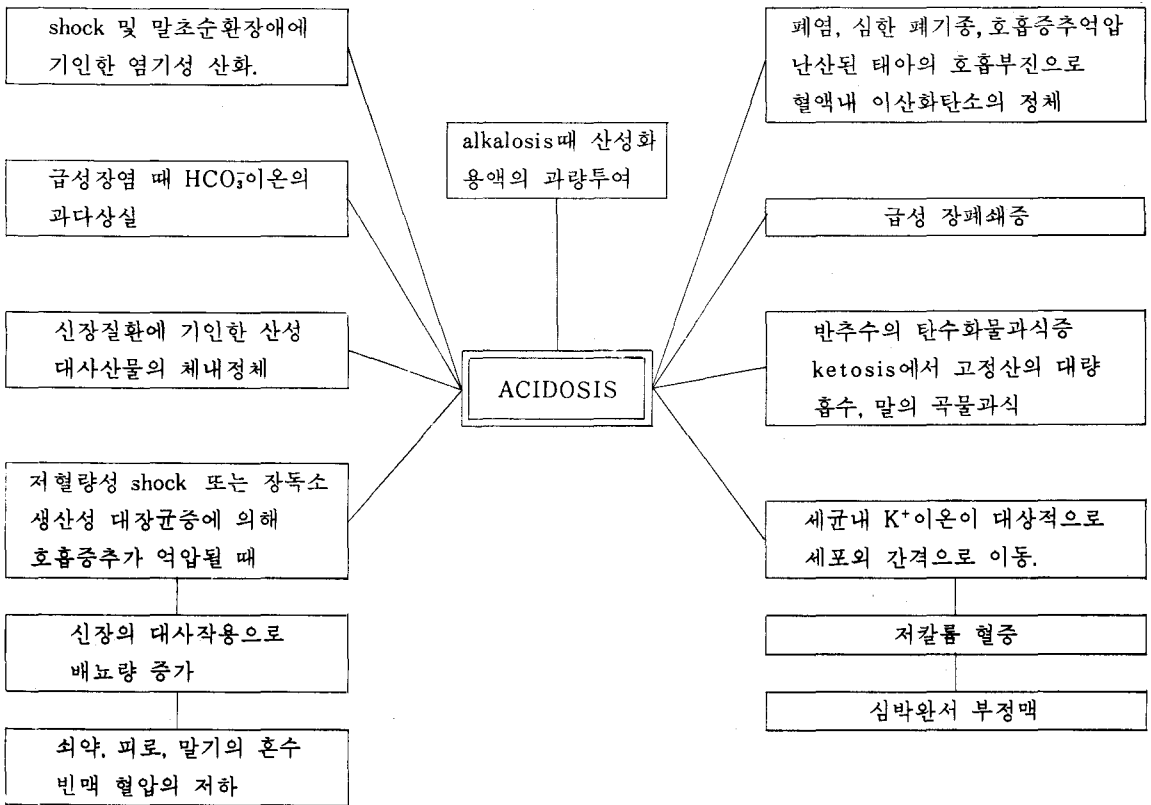 shock 및 말초순환장애에
기인한 염기성 산화.
급성장염 때 HCO₃⁻이온의
과다상실
신장질환에 기인한 산성
대사산물의 체내정체
저혈량성 shock 또는 장독소
생산성 대장균증에 의해
호흡중추가 억압될 때
신장의 대사작용으로
배뇨량 증가
쇠약, 피로, 말기의 혼수
빈맥 혈압의 저하
alkalosis때 산성화
용액의 과량투여
ACIDOSIS
폐염, 심한 폐기종, 호흡증추억압
난산된 태아의 호흡부진으로
혈액내 이산화탄소의 정체
급성 장폐쇄증
반추수의 탄수화물과식증
ketosis에서 고정산의 대량
흡수, 말의 곡물과식
세균내 K⁺이온이 대상적으로
세포외 간격으로 이동.
저칼륨 혈증
심박완서 부정맥